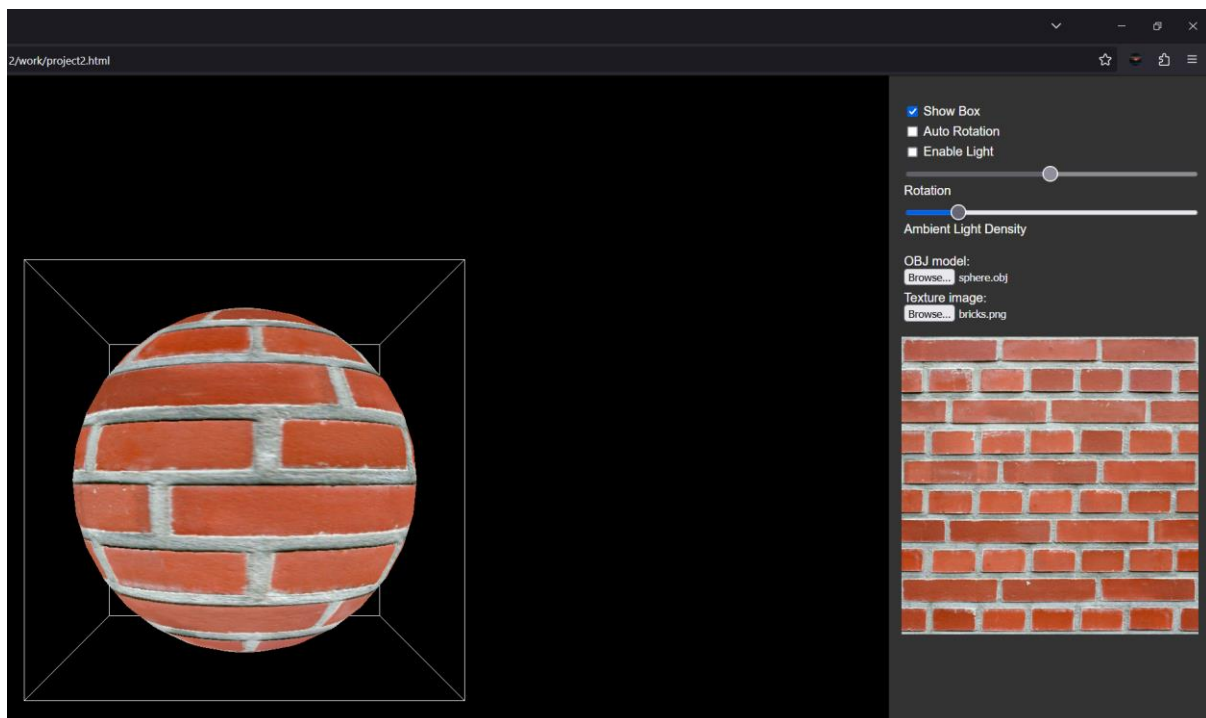 2/work/project2.html
Show Box
Auto Rotation
Enable Light
Rotation
Ambient Light Density
OBJ model:
Browse... sphere.obj
Texture image:
Browse... bricks.png